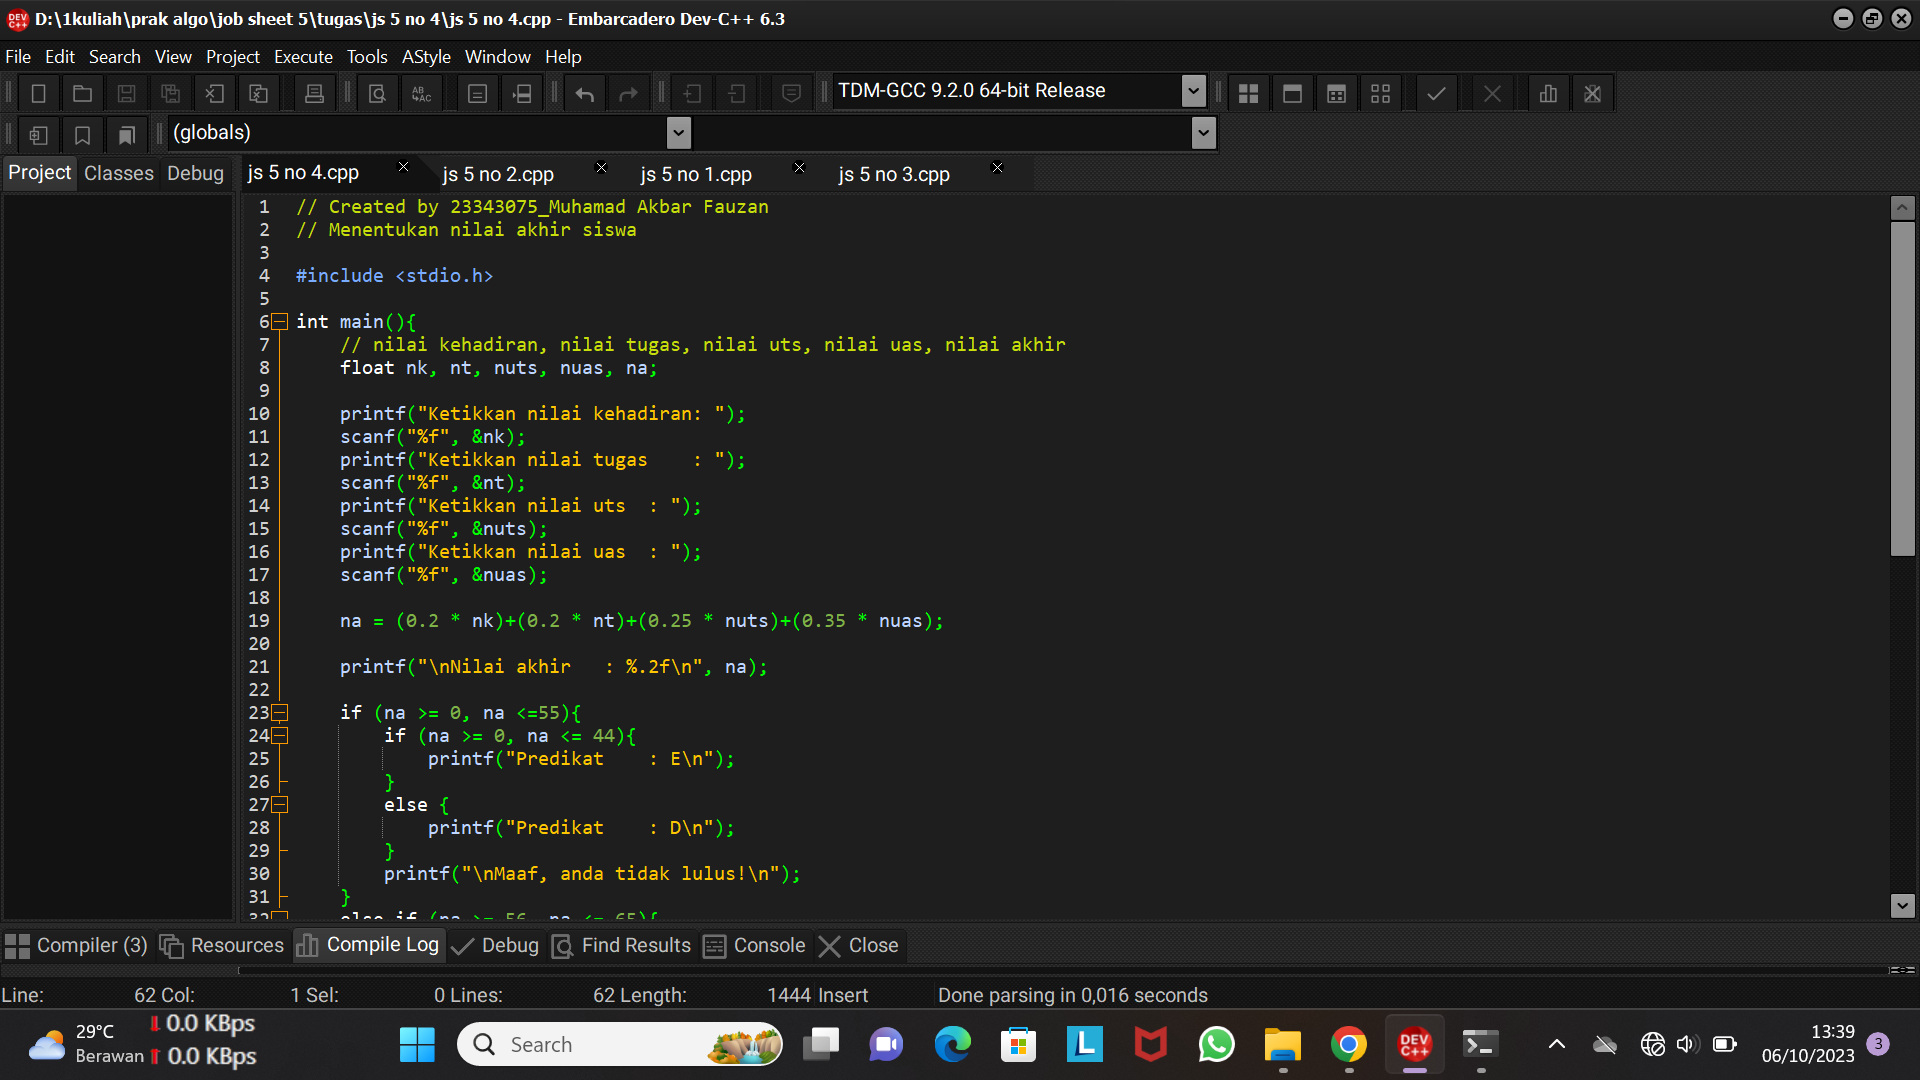 D:\1kuliah\prak algo\job sheet 5\tugas\js 5 no 4\js 5 no 4.cpp - Embarcadero Dev-C++ 6.3
File Edit Search View Project Execute Tools AStyle Window Help
TDM-GCC 9.2.0 64-bit Release
(globals)
Project Classes Debug js 5 no 4.cpp js 5 no 2.cpp js 5 no 1.cpp js 5 no 3.cpp
1 // Created by 23343075_Muhamad Akbar Fauzan
2 // Menentukan nilai akhir siswa
3
4 #include <stdio.h>
5
6 int main(){
7 // nilai kehadiran, nilai tugas, nilai uts, nilai uas, nilai akhir
8 float nk, nt, nuts, nuas, na;
9
10 printf("Ketikkan nilai kehadiran: ");
11 scanf("%f", &nk);
12 printf("Ketikkan nilai tugas    : ");
13 scanf("%f", &nt);
14 printf("Ketikkan nilai uts  : ");
15 scanf("%f", &nuts);
16 printf("Ketikkan nilai uas  : ");
17 scanf("%f", &nuas);
18
19 na = (0.2 * nk)+(0.2 * nt)+(0.25 * nuts)+(0.35 * nuas);
20
21 printf("\nNilai akhir   : %.2f\n", na);
22
23 if (na >= 0, na <=55){
24 if (na >= 0, na <= 44){
25 printf("Predikat    : E\n");
26 }
27 else {
28 printf("Predikat    : D\n");
29 }
30 printf("\nMaaf, anda tidak lulus!\n");
31 }
32 else if (na >= 56, na <= 65){
Compiler (3) Resources Compile Log Debug Find Results Console Close
Line: 62 Col: 1 Sel: 0 Lines: 62 Length: 1444 Insert Done parsing in 0,016 seconds
29°C 0.0 KBps
Berawan 0.0 KBps
Search
DEV C++
13:39
06/10/2023
3